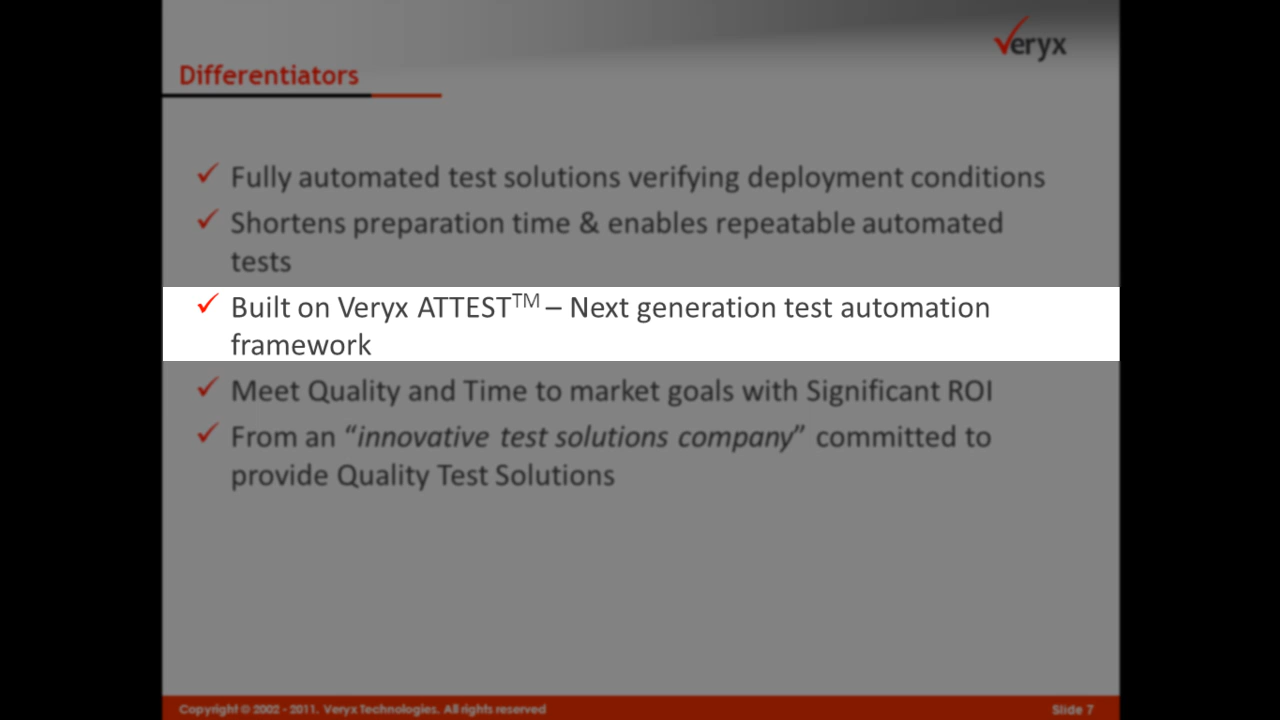 Veryx
Differentiators
✓ Fully automated test solutions verifying deployment conditions
✓ Shortens preparation time & enables repeatable automated
tests
✓ Built on Veryx ATTEST™ – Next generation test automation
framework
✓ Meet Quality and Time to market goals with Significant ROI
✓ From an “innovative test solutions company” committed to
provide Quality Test Solutions
Copyright © 2002 - 2011. Veryx Technologies. All rights reserved
Slide 7